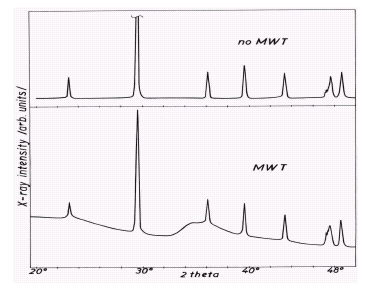 no MWT
X-ray intensity /arb. units/
MWT
20° 30° 40° 48°
2 theta